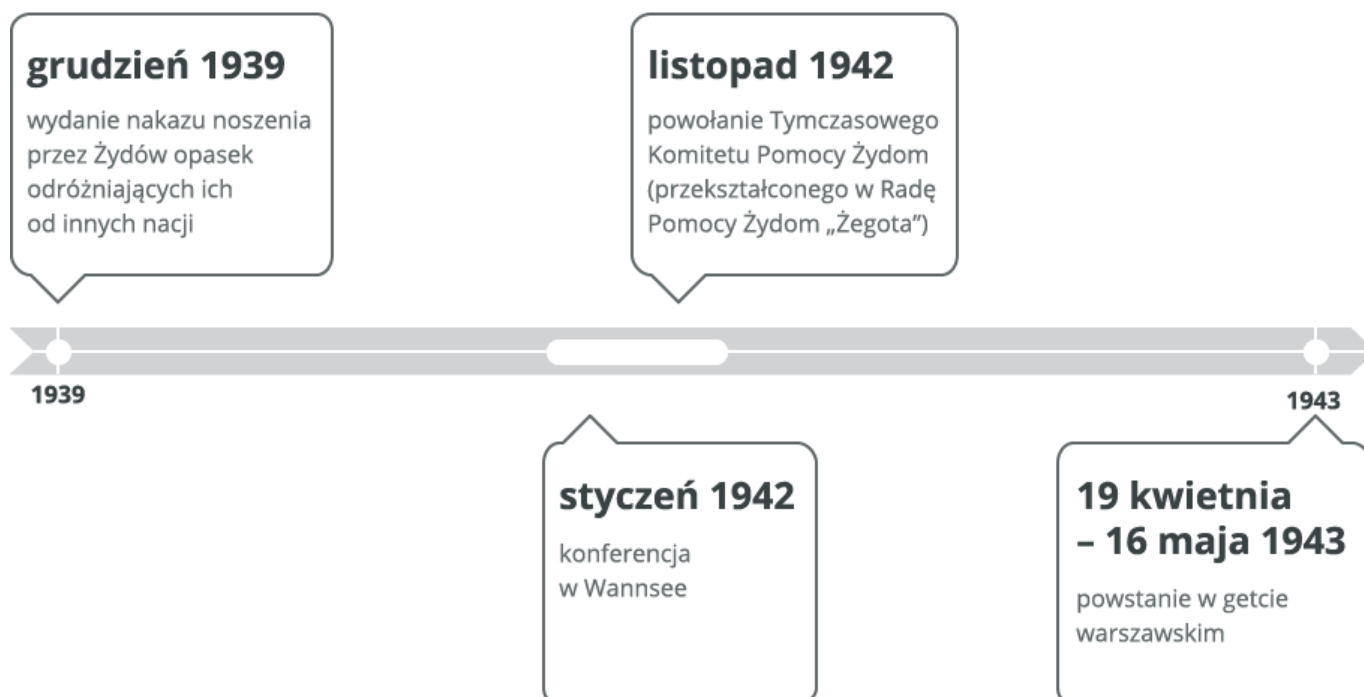 grudzień 1939
wydanie nakazu noszenia
przez Żydów opasek
odróżniających ich
od innych nacji
listopad 1942
powołanie Tymczasowego
Komitetu Pomocy Żydom
(przekształconego w Radę
Pomocy Żydom „Żegota”)
1939
1943
styczeń 1942
konferencja
w Wannsee
19 kwietnia
– 16 maja 1943
powstanie w getcie
warszawskim